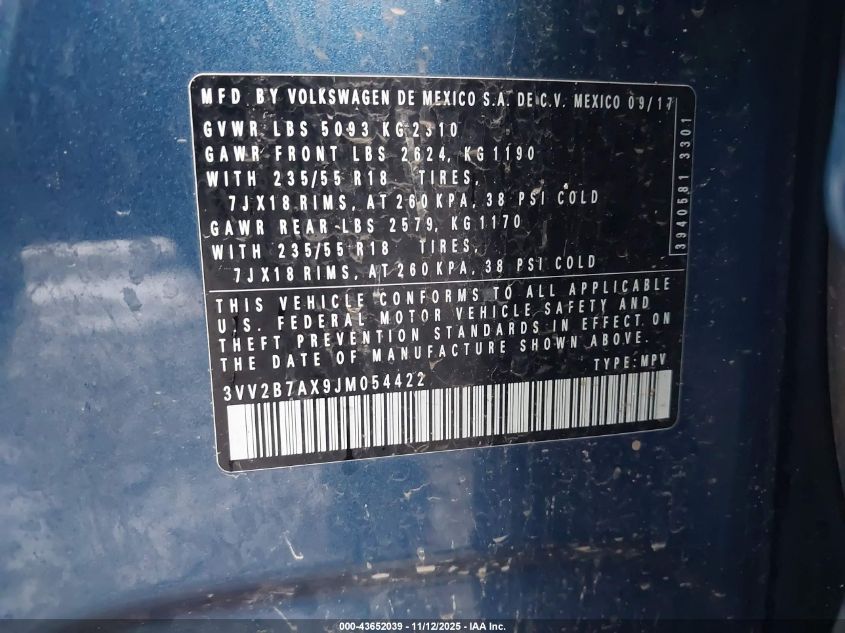 MFD. BY VOLKSWAGEN DE MEXICO S.A. DE C.V. MEXICO 09/17
GVWR LBS 5093 KG 2310
GAWR FRONT LBS 2624, KG 1190
WITH 235/55 R18 TIRES,
7JX18 RIMS, AT 260 KPA, 38 PSI COLD
GAWR REAR-LBS 2579, KG 1170
WITH 235/55 R18 TIRES,
7JX18 RIMS, AT 260 KPA, 38 PSI COLD
3940581 3301
THIS VEHICLE CONFORMS TO ALL APPLICABLE
U.S. FEDERAL MOTOR VEHICLE SAFETY AND
THEFT PREVENTION STANDARDS IN EFFECT ON
THE DATE OF MANUFACTURE SHOWN ABOVE.
TYPE: MPV
3VV2B7AX9JM054422
000-43652039 - 11/12/2025 - IAA Inc.